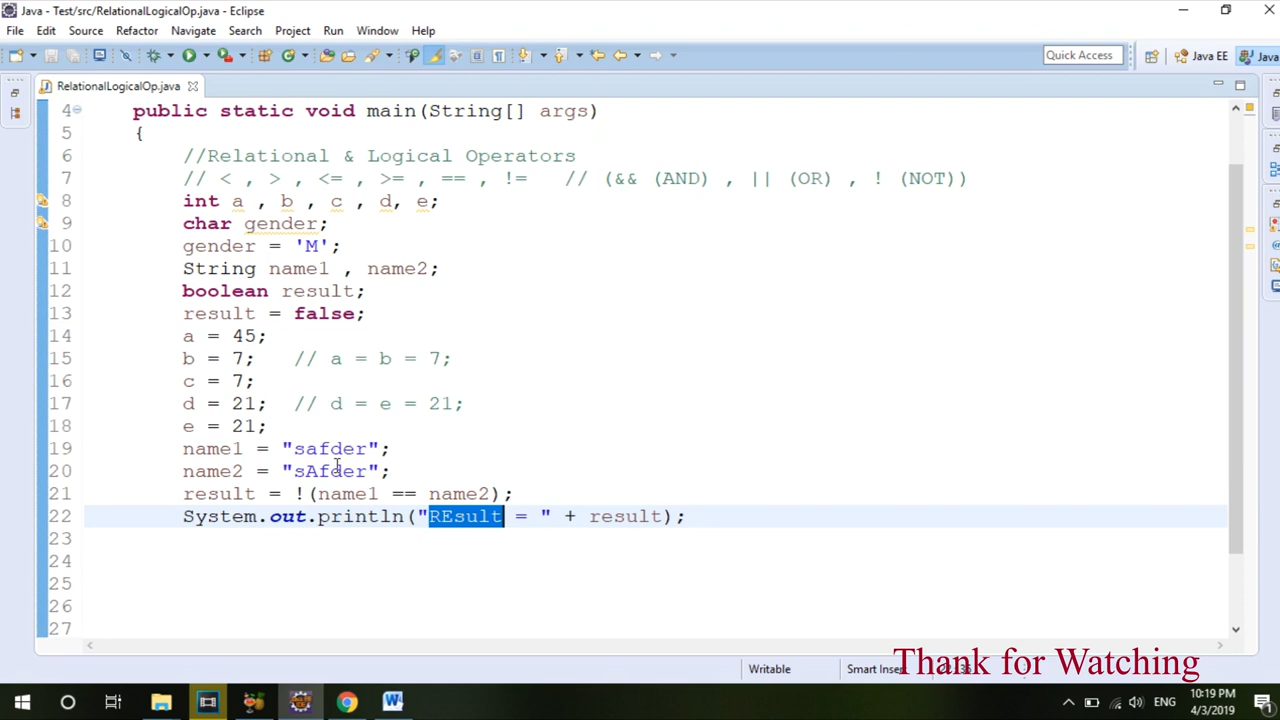 Java - Test/src/RelationalLogicalOp.java - Eclipse
File Edit Source Refactor Navigate Search Project Run Window Help
Quick Access Java EE Java
RelationalLogicalOp.java
4 public static void main(String[] args)
5 {
6 //Relational & Logical Operators
7 // < , > , <= , >= , == , != // (&& (AND) , || (OR) , ! (NOT))
8 int a , b , c , d, e;
9 char gender;
10 gender = 'M';
11 String name1 , name2;
12 boolean result;
13 result = false;
14 a = 45;
15 b = 7; // a = b = 7;
16 c = 7;
17 d = 21; // d = e = 21;
18 e = 21;
19 name1 = "safder";
20 name2 = "sAfder";
21 result = !(name1 == name2);
22 System.out.println("REsult = " + result);
23
24
25
26
27
Thank for Watching
Writable Smart Insert
ENG 10:19 PM
4/3/2019